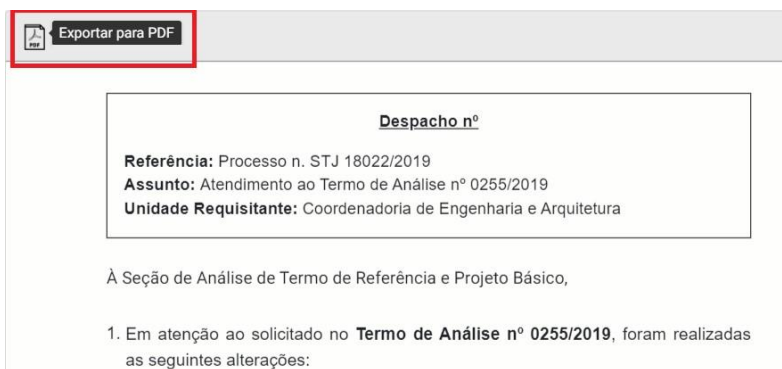 PDF Exportar para PDF
Despacho nº
Referência: Processo n. STJ 18022/2019
Assunto: Atendimento ao Termo de Análise nº 0255/2019
Unidade Requisitante: Coordenadoria de Engenharia e Arquitetura
À Seção de Análise de Termo de Referência e Projeto Básico,
1. Em atenção ao solicitado no Termo de Análise nº 0255/2019, foram realizadas
as seguintes alterações: